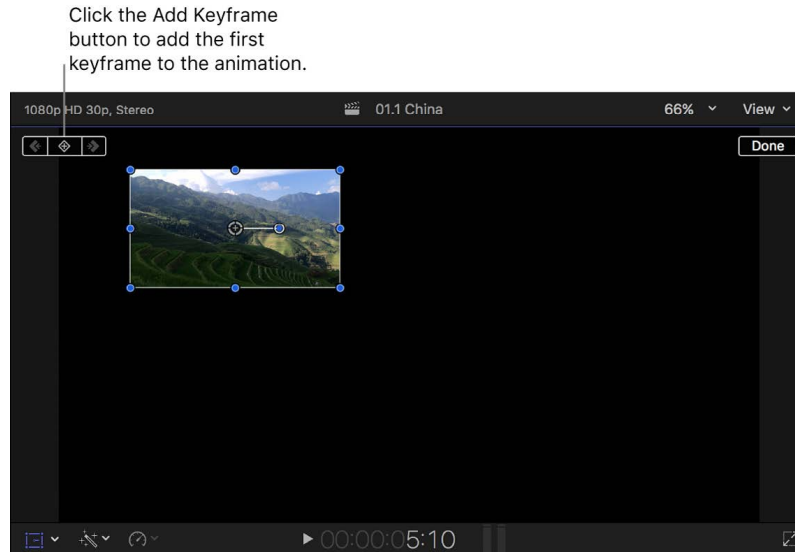 Click the Add Keyframe
button to add the first
keyframe to the animation.
1080p HD 30p, Stereo
01.1 China
66%
View
Done
00:00:05:10